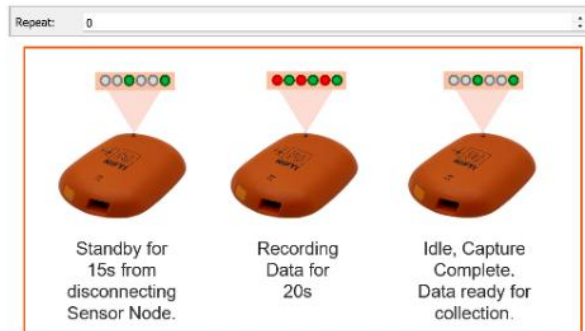 Repeat: 0
Standby for
15s from
disconnecting
Sensor Node.
Recording
Data for
20s
Idle, Capture
Complete.
Data ready for
collection.